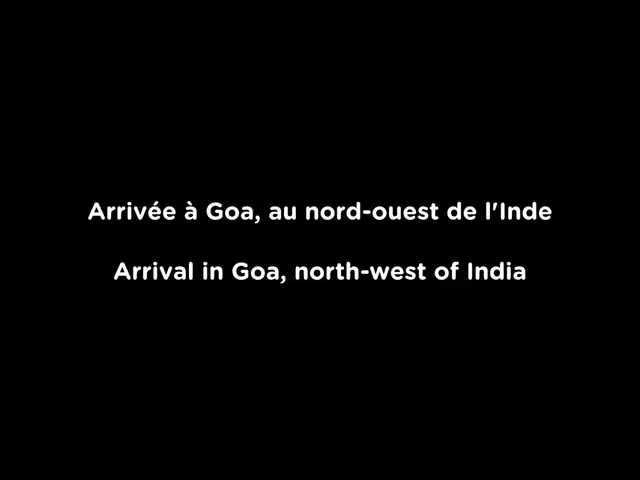 Arrivée à Goa, au nord-ouest de l'Inde
Arrival in Goa, north-west of India